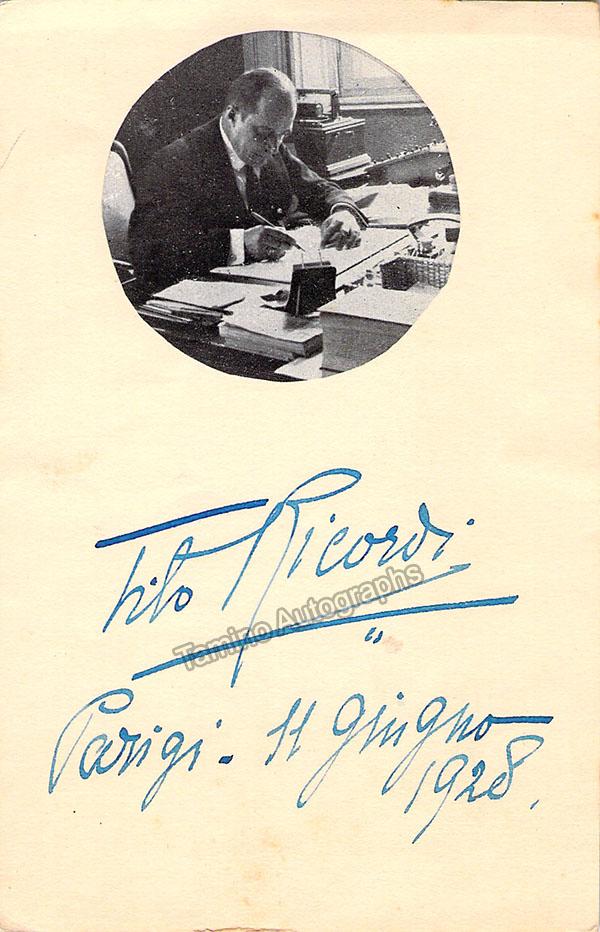 Tito Ricordi
Tamino Autographs
Parigi - 11 giugno
1928.